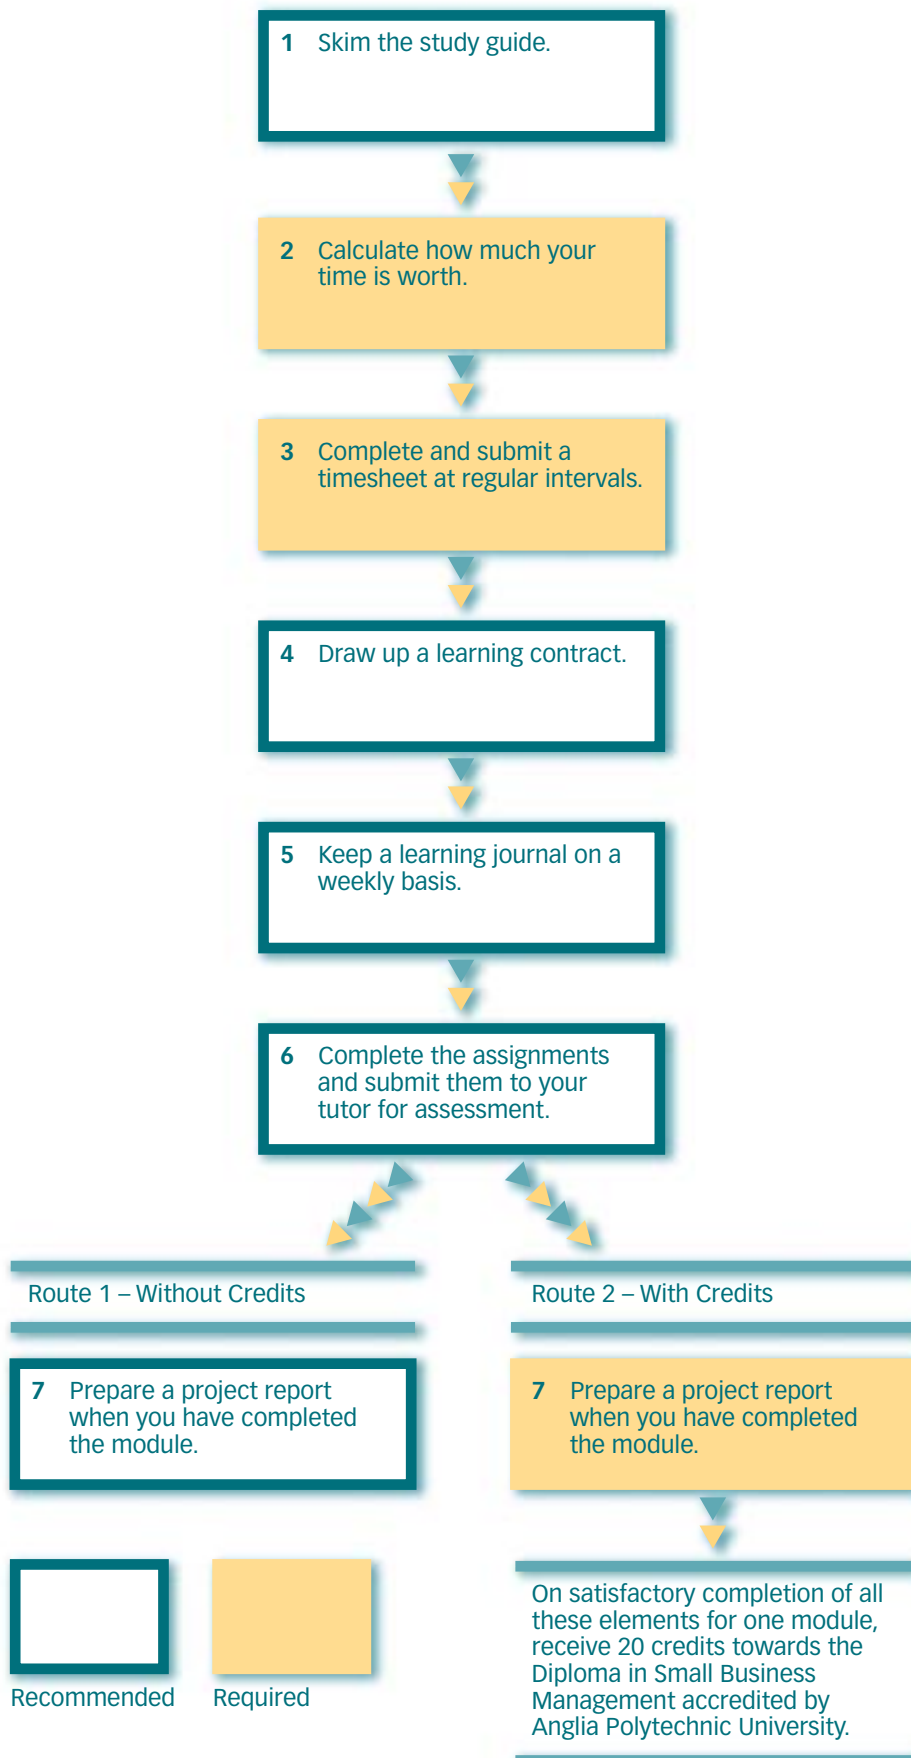 1 Skim the study guide.
2 Calculate how much your
time is worth.
3 Complete and submit a
timesheet at regular intervals.
4 Draw up a learning contract.
5 Keep a learning journal on a
weekly basis.
6 Complete the assignments
and submit them to your
tutor for assessment.
Route 1 – Without Credits
7 Prepare a project report
when you have completed
the module.
Route 2 – With Credits
7 Prepare a project report
when you have completed
the module.
On satisfactory completion of all
these elements for one module,
receive 20 credits towards the
Diploma in Small Business
Management accredited by
Anglia Polytechnic University.
Recommended
Required